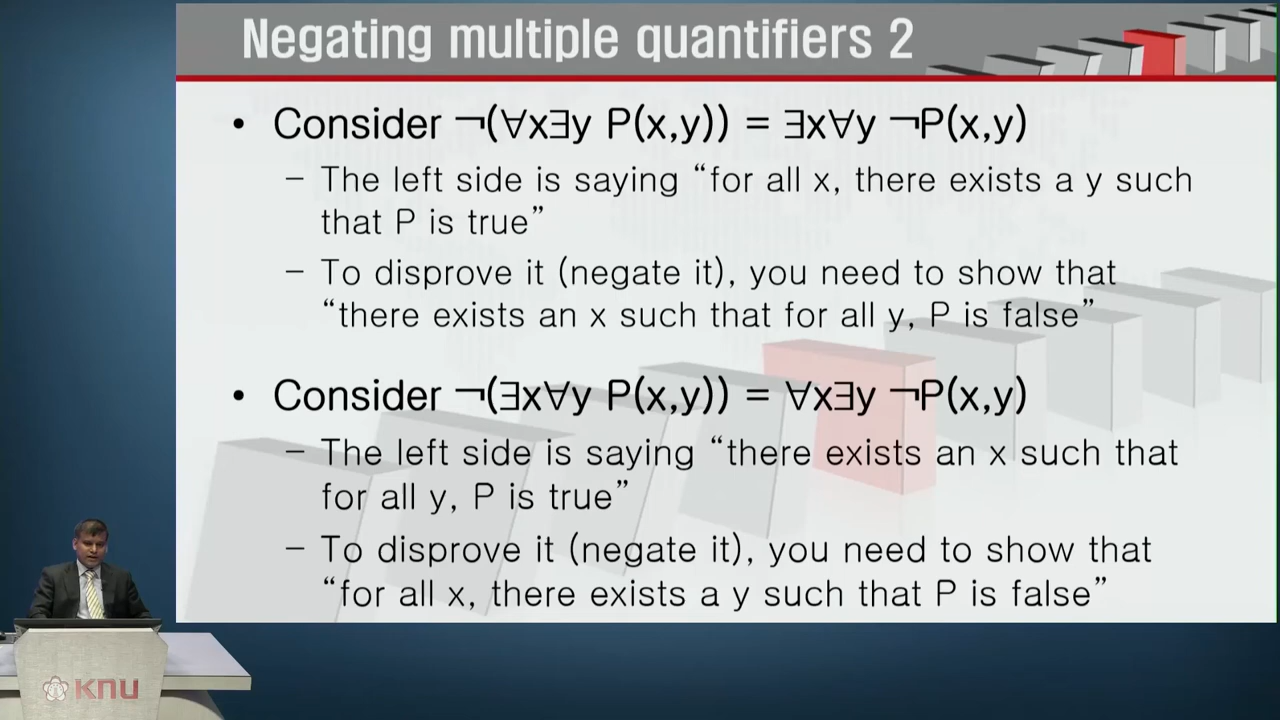 Negating multiple quantifiers 2
• Consider ¬(∀x∃y P(x,y)) = ∃x∀y ¬P(x,y)
– The left side is saying “for all x, there exists a y such
that P is true”
– To disprove it (negate it), you need to show that
“there exists an x such that for all y, P is false”
• Consider ¬(∃x∀y P(x,y)) = ∀x∃y ¬P(x,y)
– The left side is saying “there exists an x such that
for all y, P is true”
– To disprove it (negate it), you need to show that
“for all x, there exists a y such that P is false”
KNU